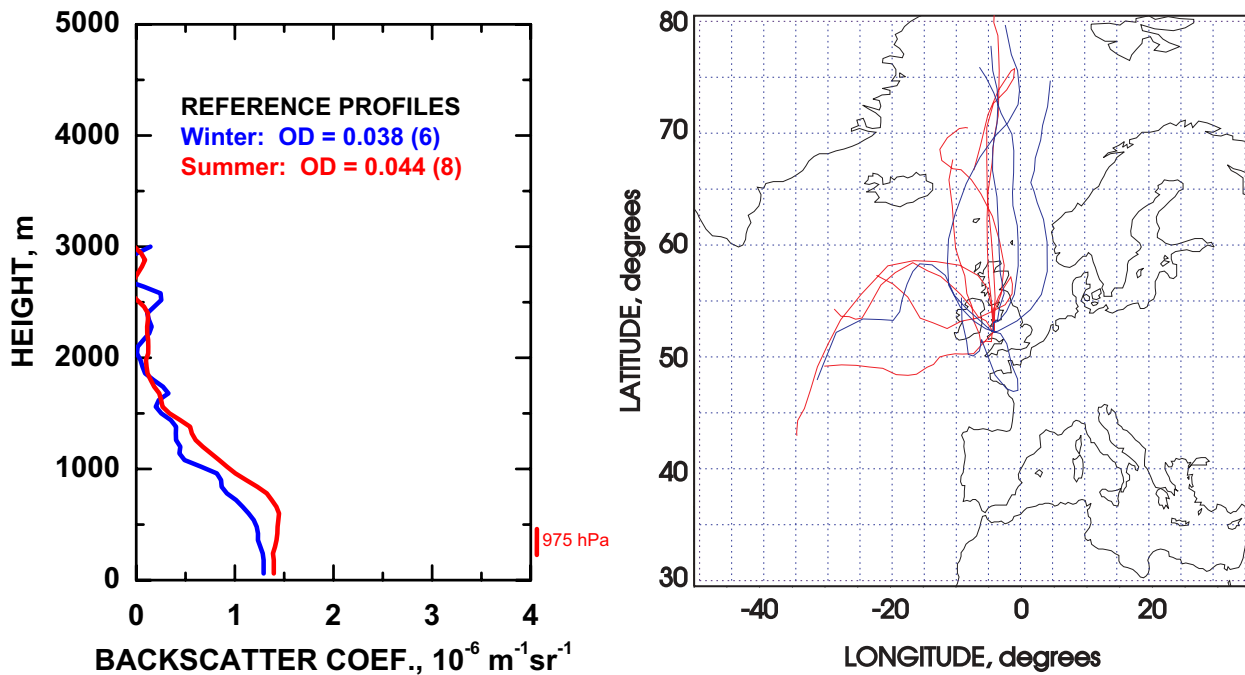 5000
4000
3000
2000
1000
0
HEIGHT, m
REFERENCE PROFILES
Winter: OD = 0.038 (6)
Summer: OD = 0.044 (8)
975 hPa
0 1 2 3 4
BACKSCATTER COEF., 10⁻⁶ m⁻¹sr⁻¹
80
70
60
50
40
30
LATITUDE, degrees
-40 -20 0 20
LONGITUDE, degrees